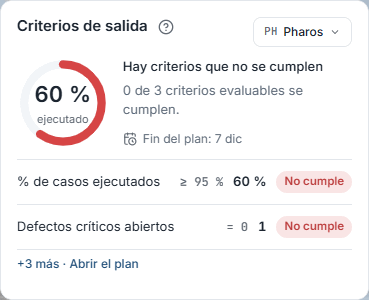 Criterios de salida ?
PH Pharos
Hay criterios que no se cumplen
60 %
ejecutado
0 de 3 criterios evaluables se
cumplen.
Fin del plan: 7 dic
% de casos ejecutados ≥ 95 % 60 % No cumple
Defectos críticos abiertos = 0 1 No cumple
+3 más · Abrir el plan